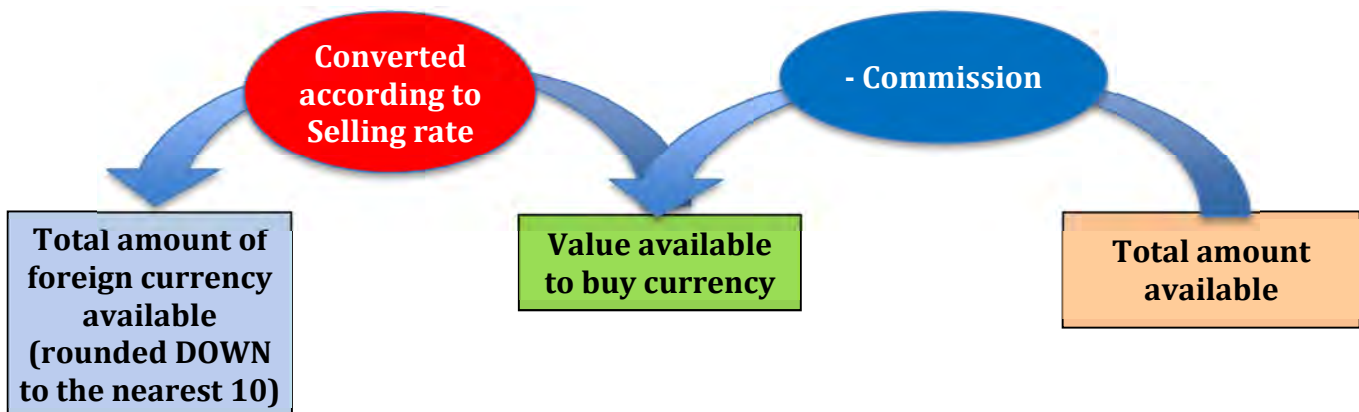 Converted
according to
Selling rate
- Commission
Total amount of
foreign currency
available
(rounded DOWN
to the nearest 10)
Value available
to buy currency
Total amount
available